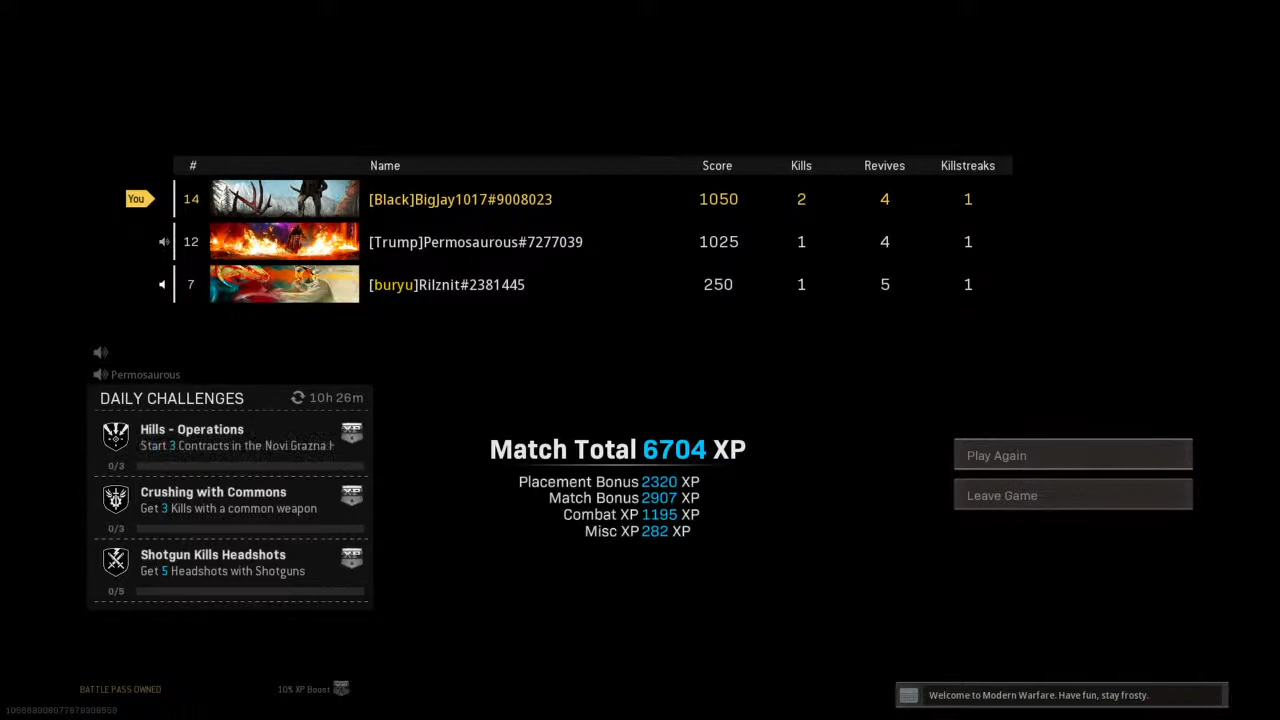 # Name Score Kills Revives Killstreaks
You 14 [Black]BigJay1017#9008023 1050 2 4 1
12 [Trump]Permosaurous#7277039 1025 1 4 1
7 [buryu]Rilznit#2381445 250 1 5 1
Permosaurous
DAILY CHALLENGES 10h 26m
Hills - Operations
Start 3 Contracts in the Novi Grazna H
0/3
Crushing with Commons
Get 3 Kills with a common weapon
0/3
Shotgun Kills Headshots
Get 5 Headshots with Shotguns
0/5
Match Total 6704 XP
Placement Bonus 2320 XP
Match Bonus 2907 XP
Combat XP 1195 XP
Misc XP 282 XP
Play Again
Leave Game
BATTLE PASS OWNED
10% XP Boost
Welcome to Modern Warfare. Have fun, stay frosty.